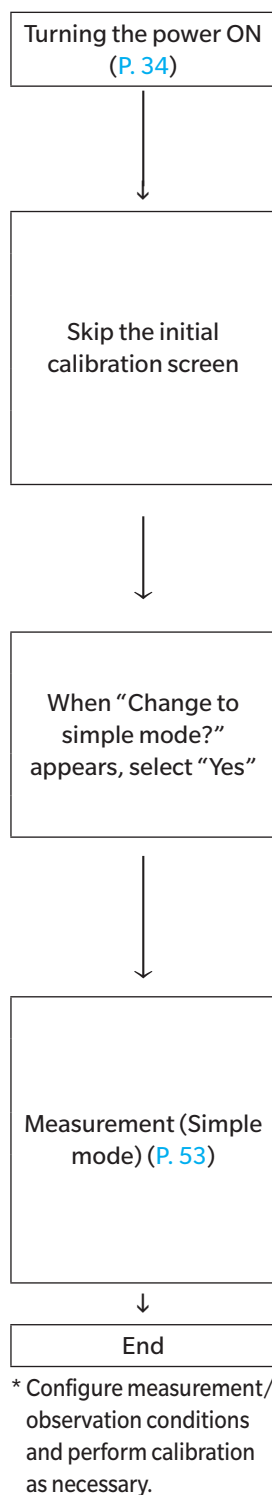 Turning the power ON
(P. 34)
Skip the initial
calibration screen
When “Change to
simple mode?”
appears, select “Yes”
Measurement (Simple
mode) (P. 53)
End
* Configure measurement/
observation conditions
and perform calibration
as necessary.